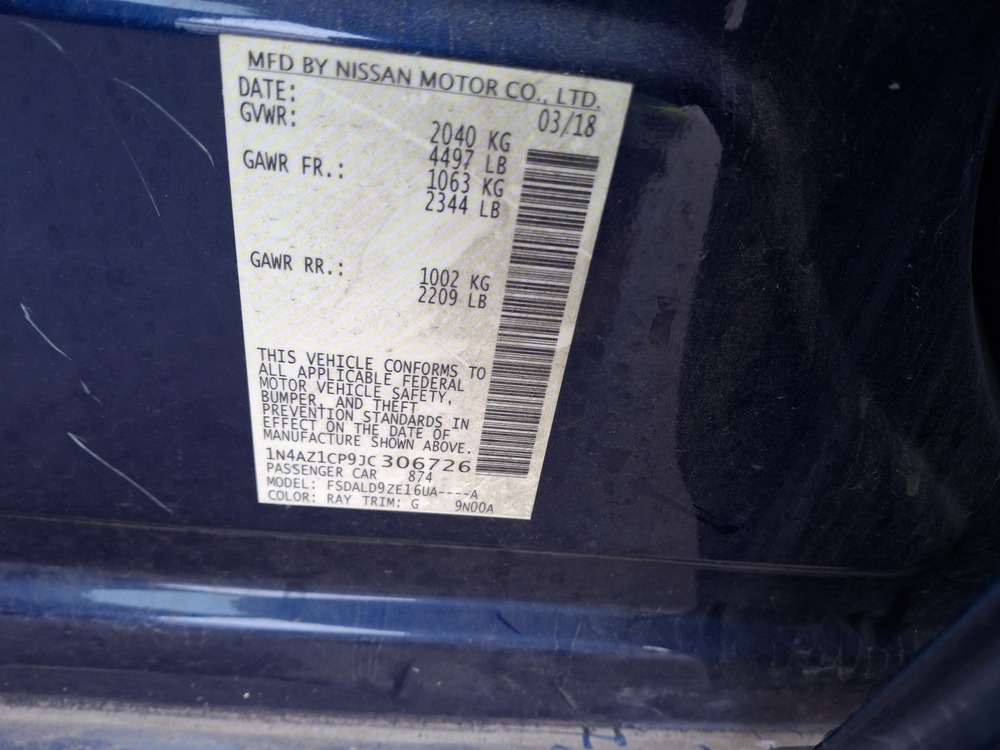 MFD BY NISSAN MOTOR CO., LTD.
DATE: 03/18
GVWR: 2040 KG
4497 LB
GAWR FR.: 1063 KG
2344 LB
GAWR RR.: 1002 KG
2209 LB
THIS VEHICLE CONFORMS TO
ALL APPLICABLE FEDERAL
MOTOR VEHICLE SAFETY,
BUMPER, AND THEFT
PREVENTION STANDARDS IN
EFFECT ON THE DATE OF
MANUFACTURE SHOWN ABOVE.
1N4AZ1CP9JC306726
PASSENGER CAR 874
MODEL: FSDALD9ZE16UA----A
COLOR: RAY TRIM: G 9N00A